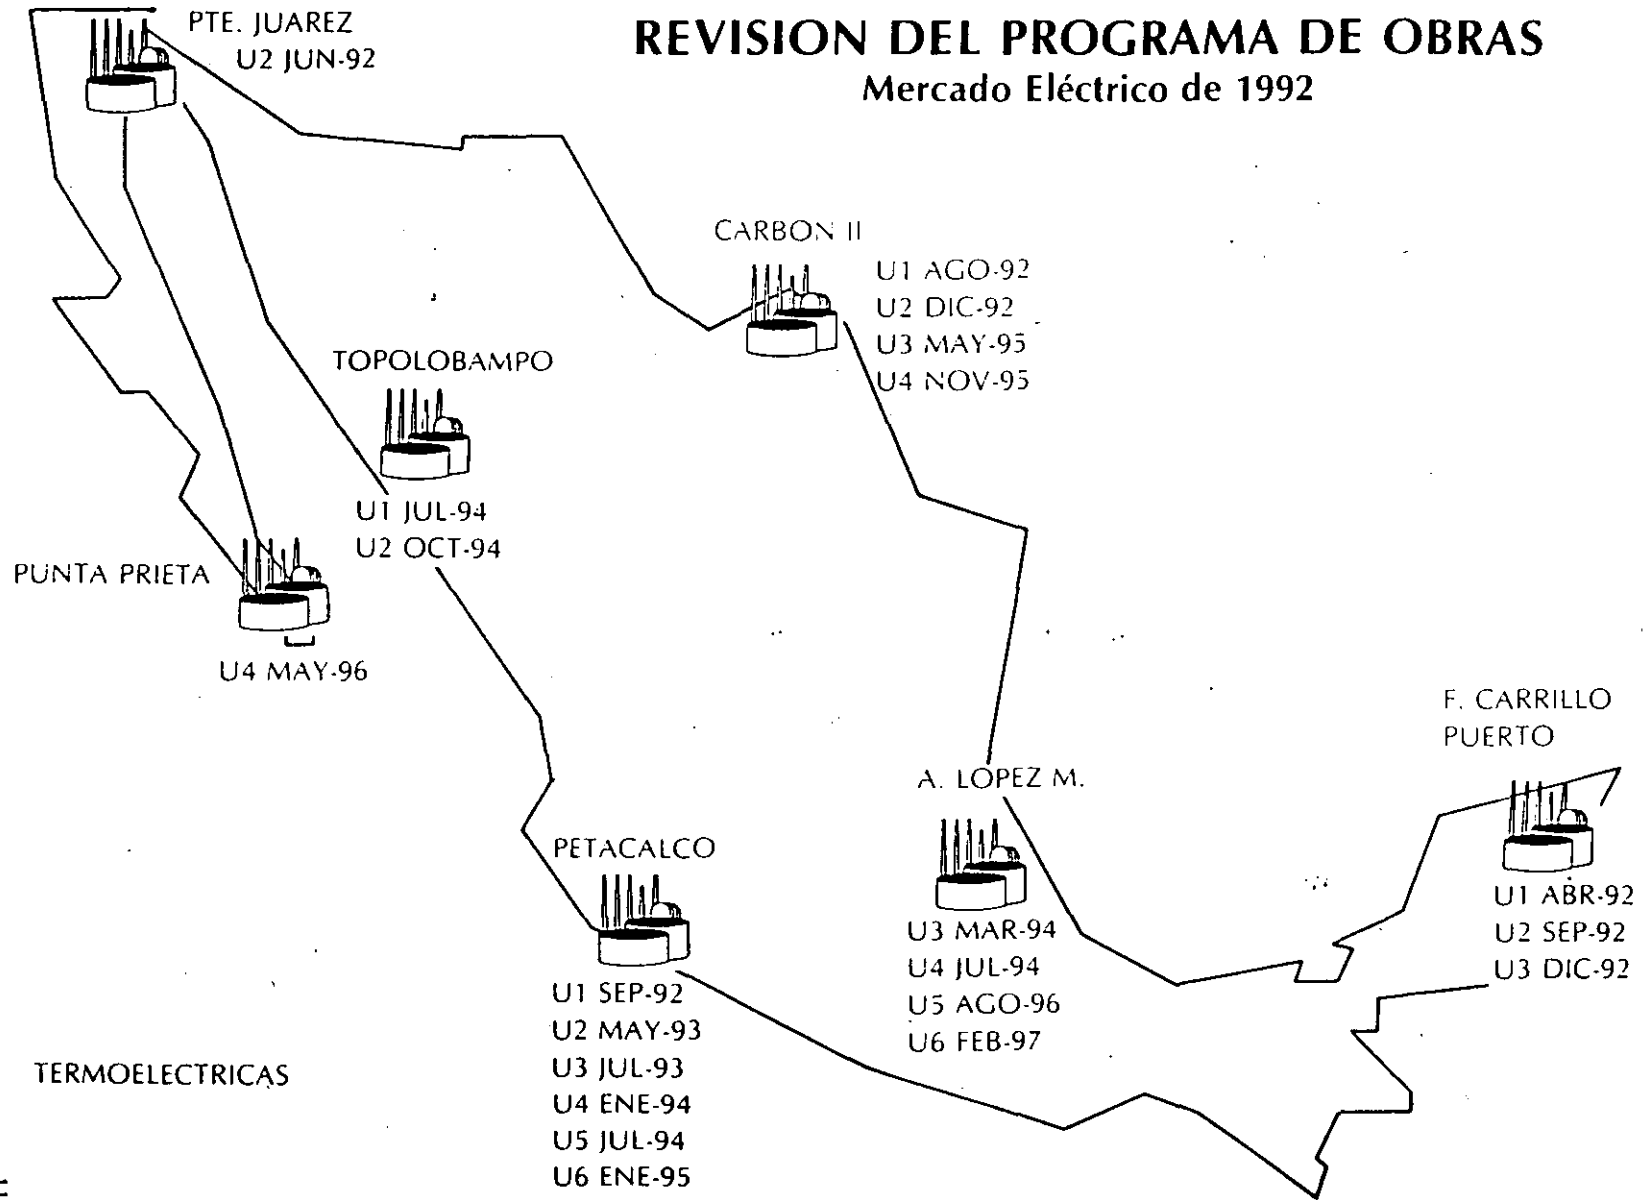 REVISION DEL PROGRAMA DE OBRAS
Mercado Eléctrico de 1992
PTE. JUAREZ
U2 JUN-92
CARBON II
U1 AGO-92
U2 DIC-92
U3 MAY-95
U4 NOV-95
TOPOLOBAMPO
U1 JUL-94
U2 OCT-94
PUNTA PRIETA
U4 MAY-96
F. CARRILLO
PUERTO
U1 ABR-92
U2 SEP-92
U3 DIC-92
A. LOPEZ M.
U3 MAR-94
U4 JUL-94
U5 AGO-96
U6 FEB-97
PETACALCO
U1 SEP-92
U2 MAY-93
U3 JUL-93
U4 ENE-94
U5 JUL-94
U6 ENE-95
TERMOELECTRICAS